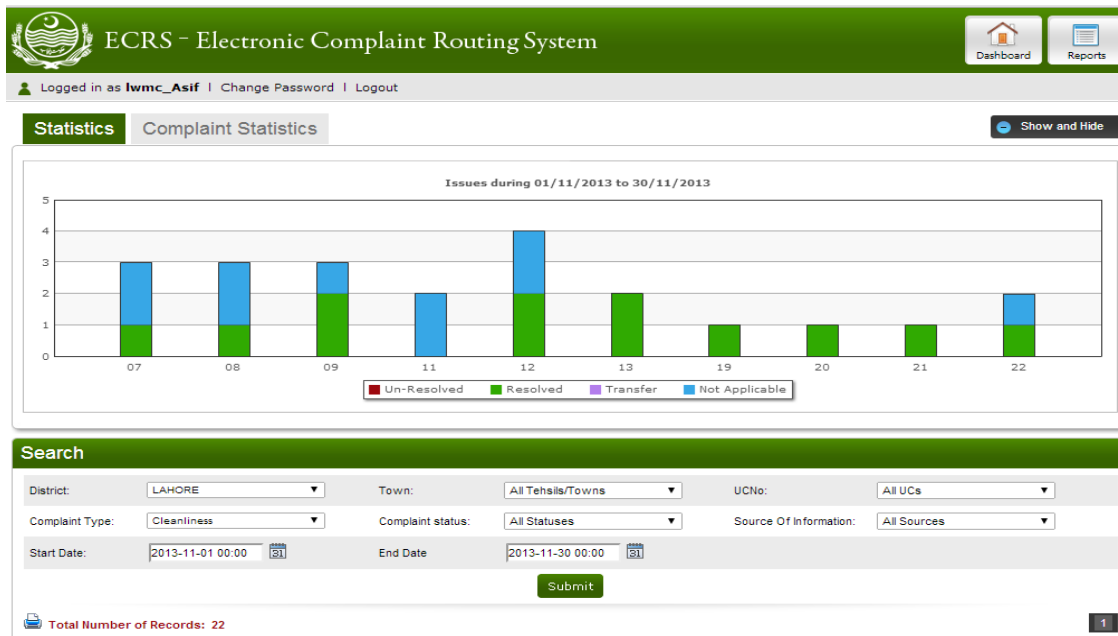 ECRS - Electronic Complaint Routing System
Dashboard
Reports
Logged in as lwmc_Asif | Change Password | Logout
Statistics
Complaint Statistics
Show and Hide
Issues during 01/11/2013 to 30/11/2013
5
4
3
2
1
0
07 08 09 11 12 13 19 20 21 22
Un-Resolved Resolved Transfer Not Applicable
Search
District: LAHORE Town: All Tehsils/Towns UCNo: All UCs
Complaint Type: Cleanliness Complaint status: All Statuses Source Of Information: All Sources
Start Date: 2013-11-01 00:00 31 End Date 2013-11-30 00:00 31
Submit
Total Number of Records: 22
1